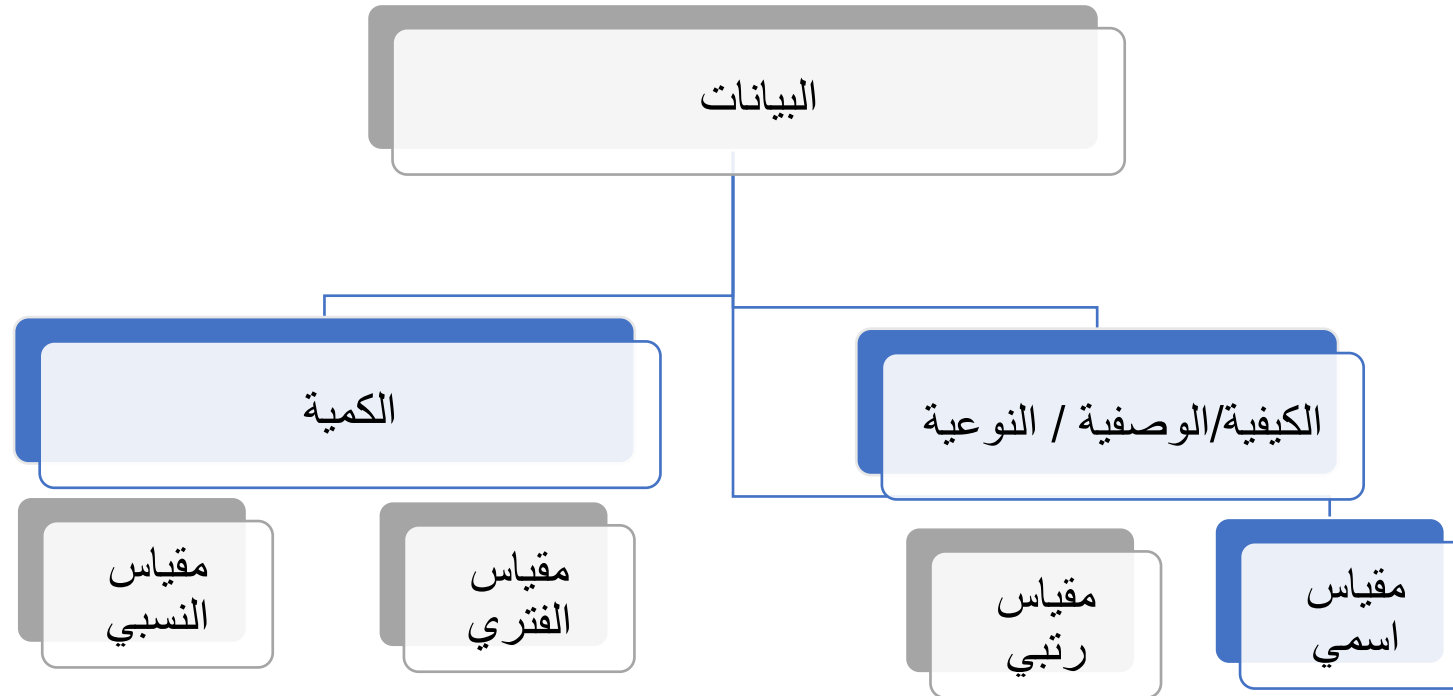 البيانات
الكيفية/الوصفية / النوعية
الكمية
مقياس
اسمي
مقياس
رتبي
مقياس
الفتري
مقياس
النسبي